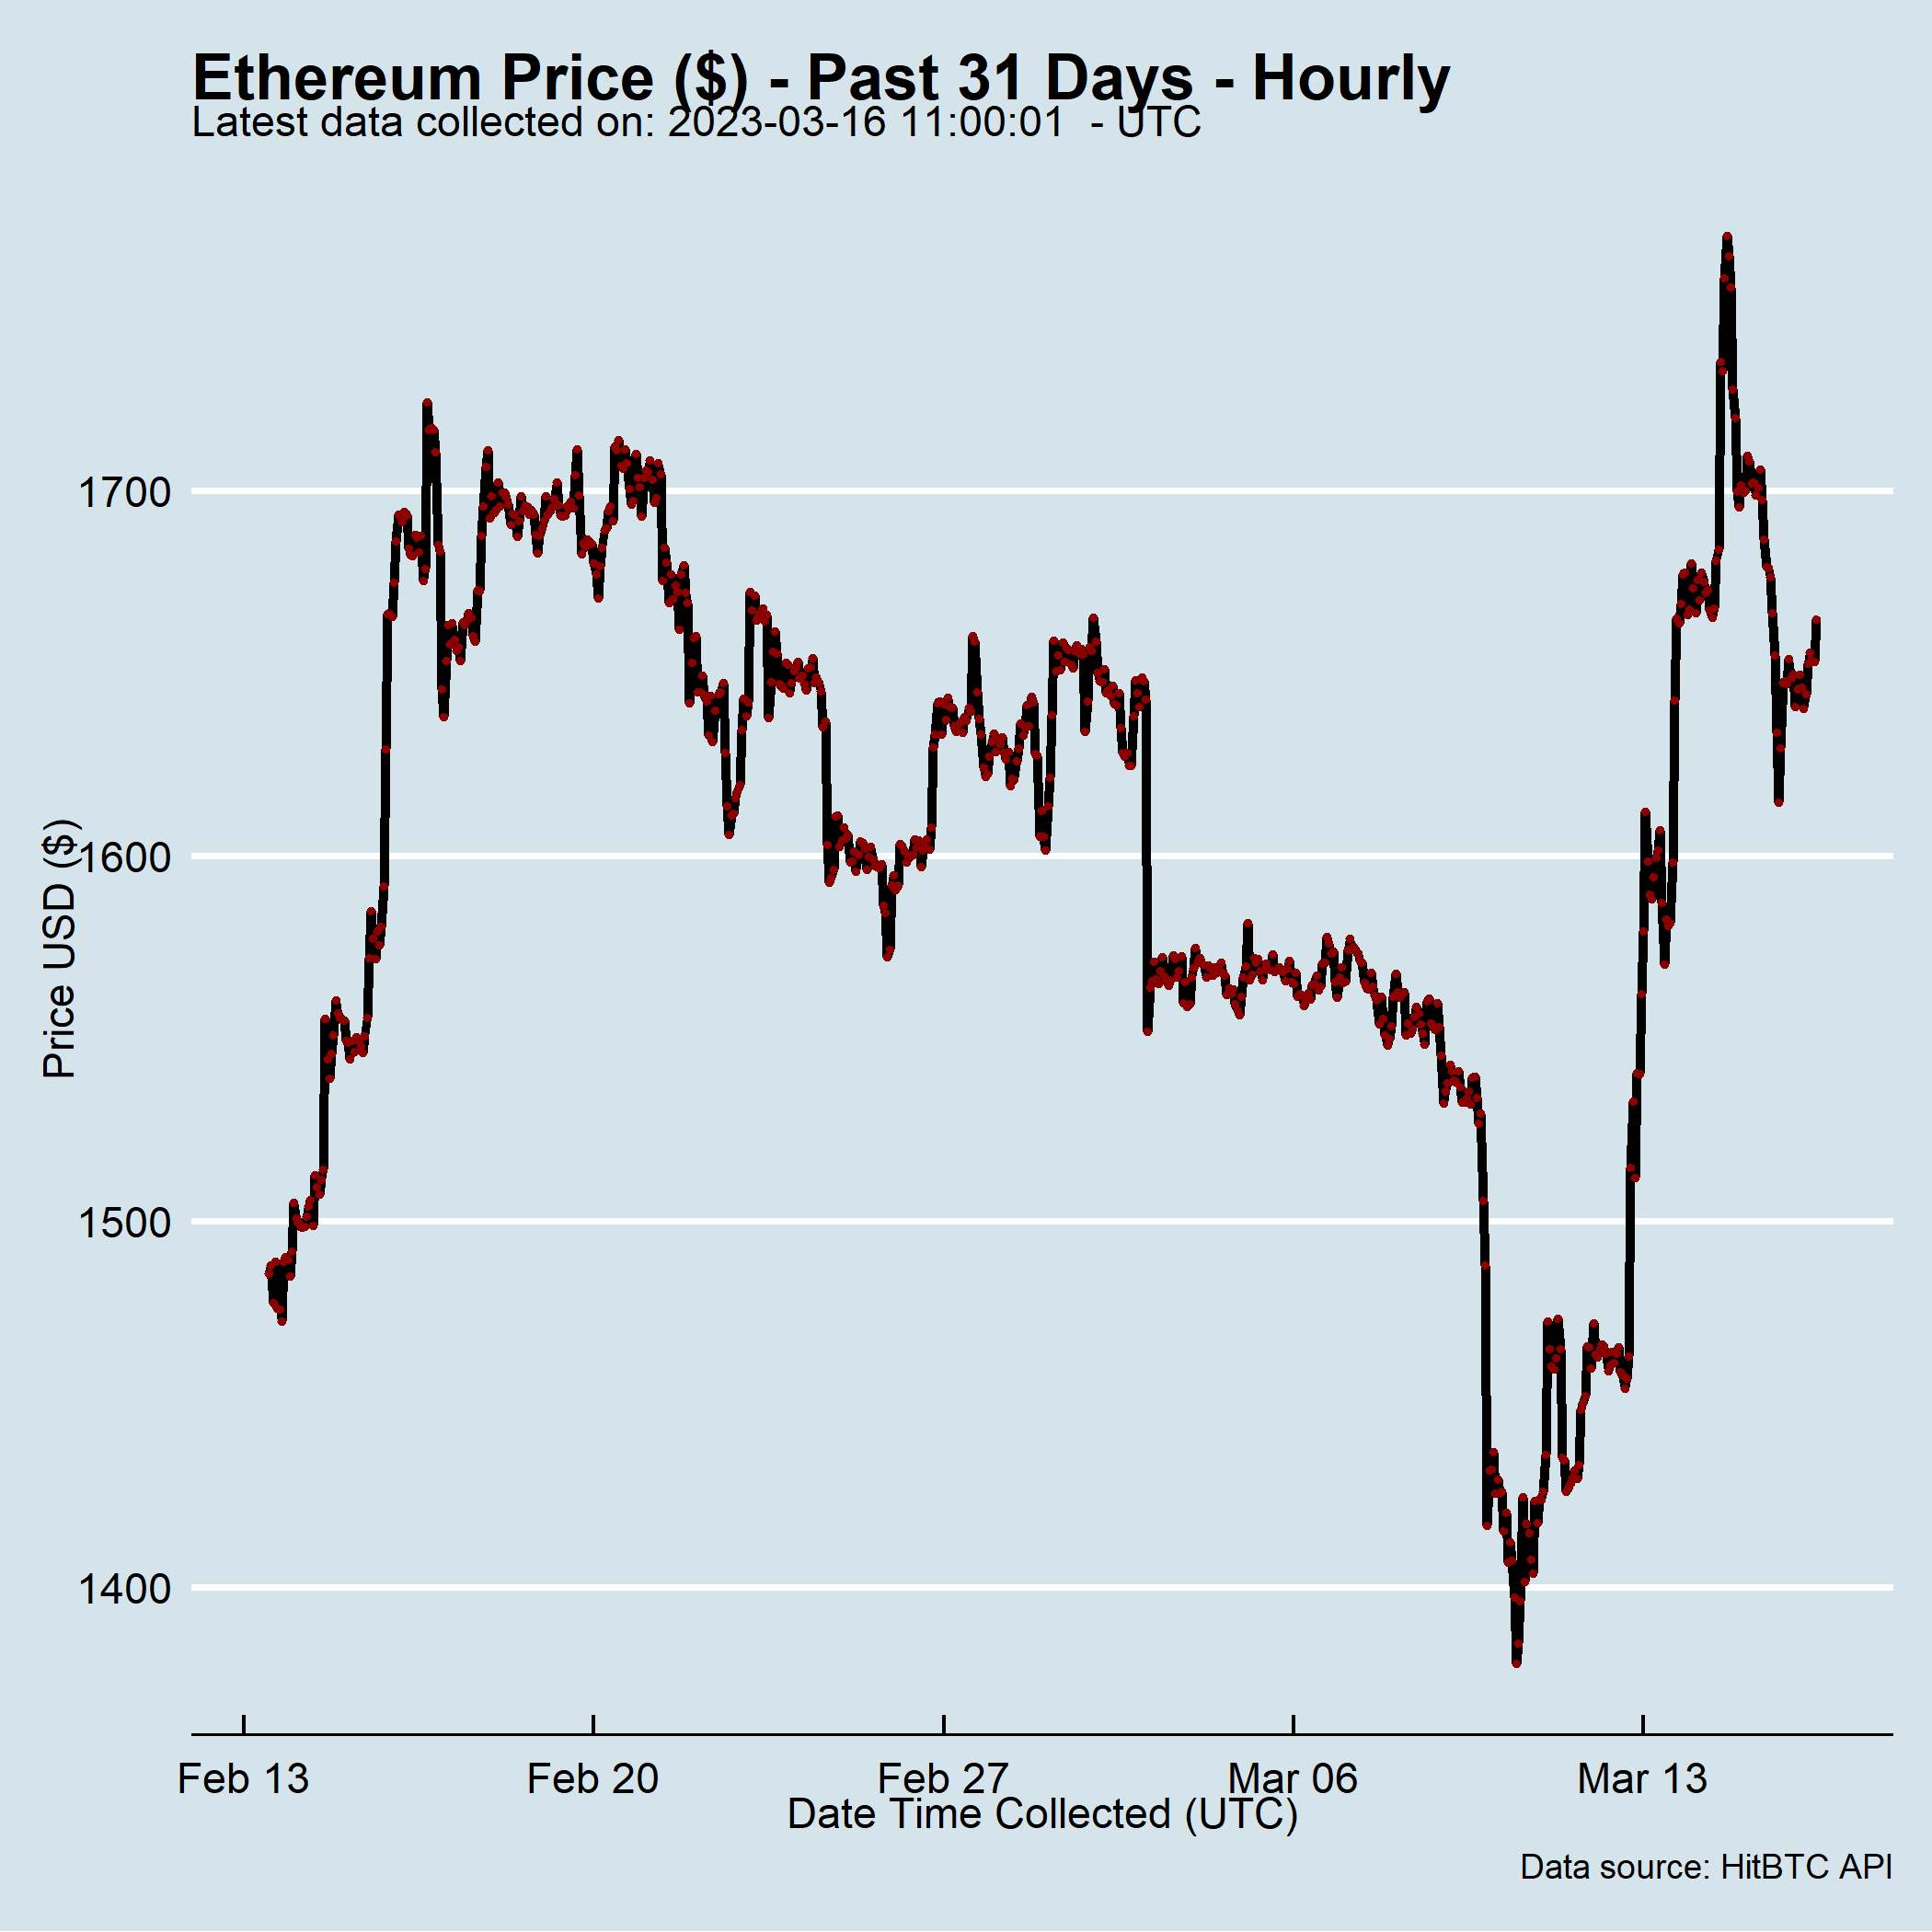 Ethereum Price ($) - Past 31 Days - Hourly
Latest data collected on: 2023-03-16 11:00:01  - UTC
Price USD ($)
1700
1600
1500
1400
Feb 13 Feb 20 Feb 27 Mar 06 Mar 13
Date Time Collected (UTC)
Data source: HitBTC API